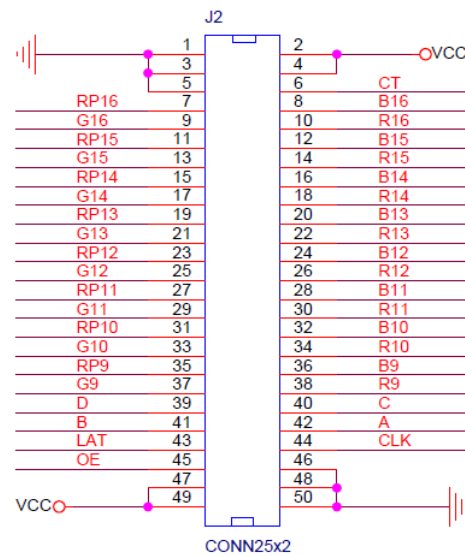 J2
1 2 VCC
3 4
5 6 CT
RP16 7 8 B16
G16 9 10 R16
RP15 11 12 B15
G15 13 14 R15
RP14 15 16 B14
G14 17 18 R14
RP13 19 20 B13
G13 21 22 R13
RP12 23 24 B12
G12 25 26 R12
RP11 27 28 B11
G11 29 30 R11
RP10 31 32 B10
G10 33 34 R10
RP9 35 36 B9
G9 37 38 R9
D 39 40 C
B 41 42 A
LAT 43 44 CLK
OE 45 46
47 48
VCC 49 50
CONN25x2